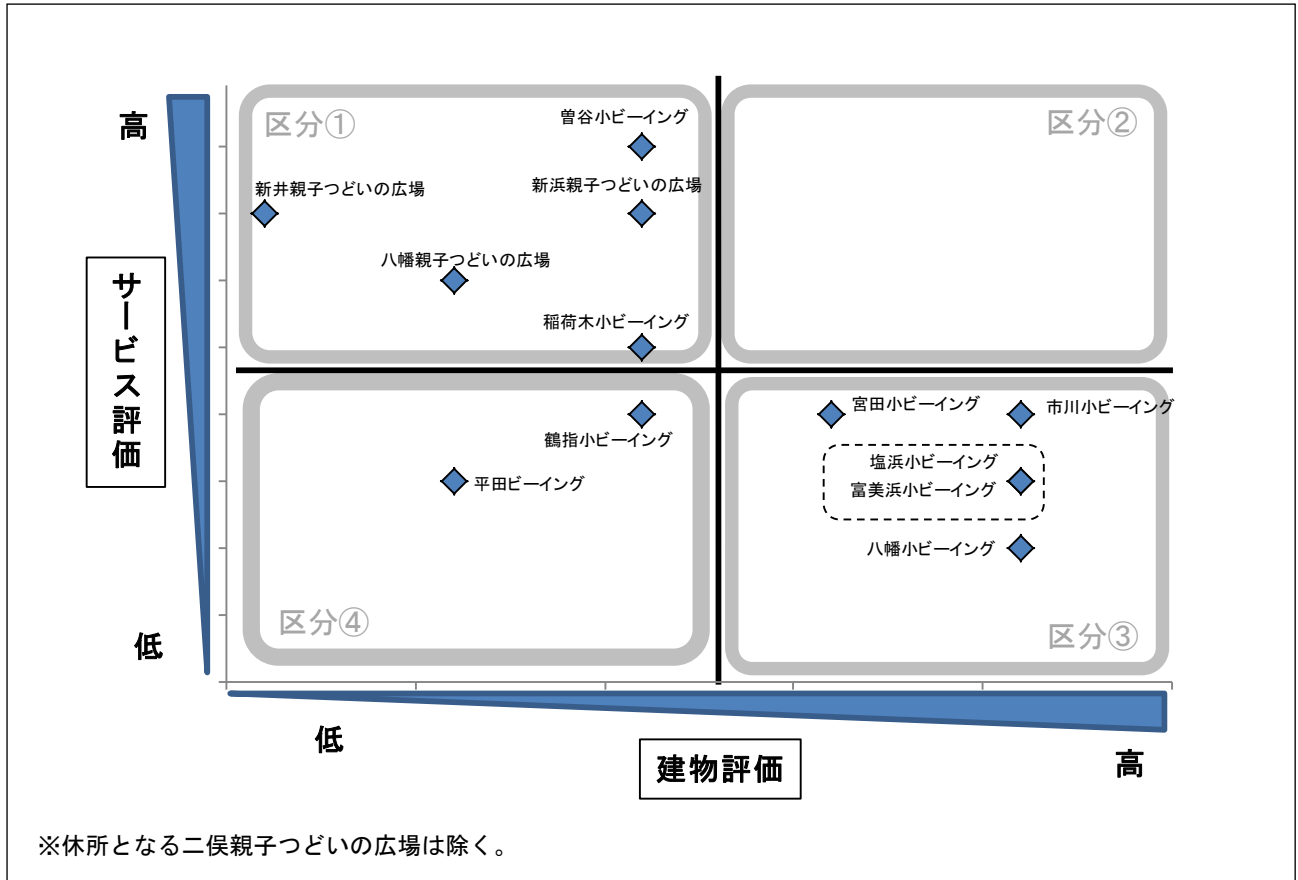 高
区分①
曽谷小ビーイング
区分②
新井親子つどいの広場
新浜親子つどいの広場
八幡親子つどいの広場
稲荷木小ビーイング
サービス評価
鶴指小ビーイング
宮田小ビーイング
市川小ビーイング
塩浜小ビーイング
平田ビーイング
富美浜小ビーイング
八幡小ビーイング
区分④
区分③
低
低
建物評価
高
※休所となる二俣親子つどいの広場は除く。